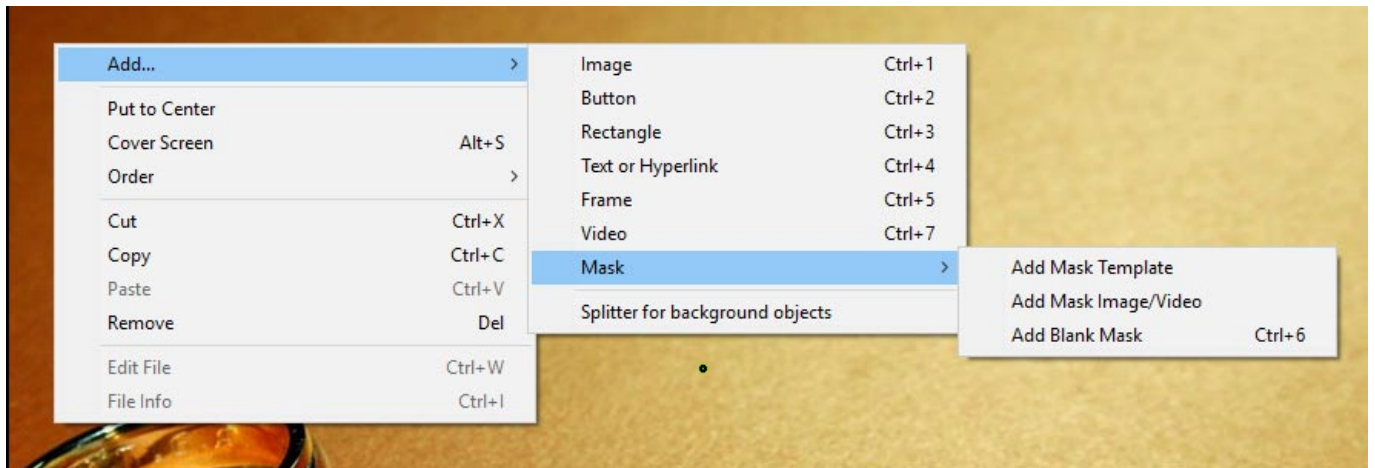 Add...
Put to Center
Cover Screen Alt+S
Order
Cut Ctrl+X
Copy Ctrl+C
Paste Ctrl+V
Remove Del
Edit File Ctrl+W
File Info Ctrl+I
Image Ctrl+1
Button Ctrl+2
Rectangle Ctrl+3
Text or Hyperlink Ctrl+4
Frame Ctrl+5
Video Ctrl+7
Mask
Splitter for background objects
Add Mask Template
Add Mask Image/Video
Add Blank Mask Ctrl+6